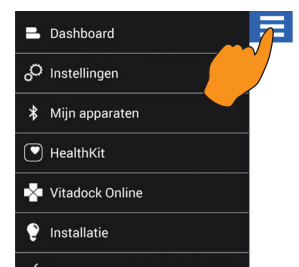 Dashboard
Instellingen
Mijn apparaten
HealthKit
Vitadock Online
Installatie